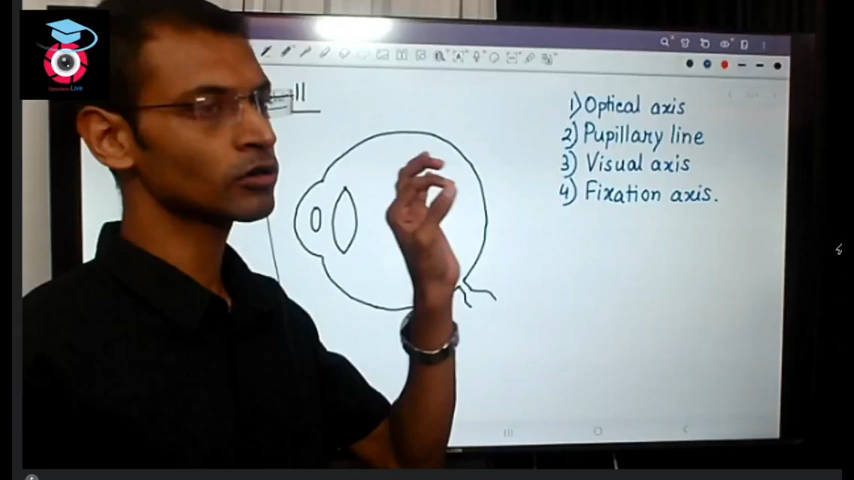 1) Optical axis
2) Pupillary line
3) Visual axis
4) Fixation axis.